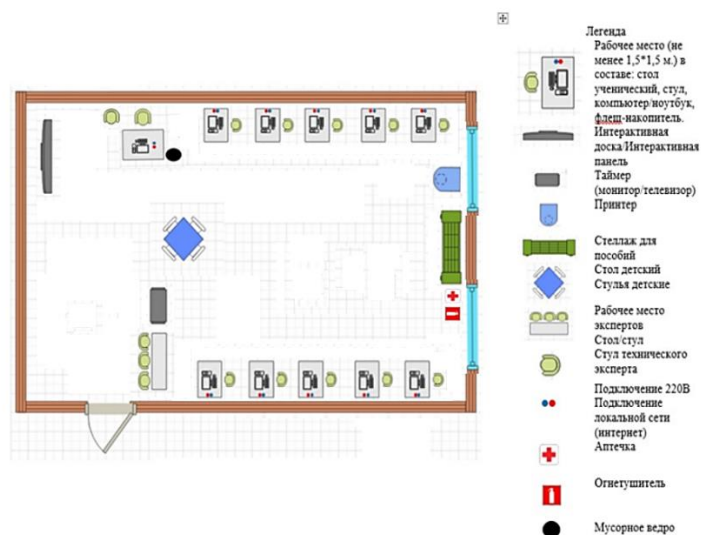 Легенда
Рабочее место (не
менее 1,5*1,5 м.) в
составе: стол
ученический, стул,
компьютер/ноутбук,
флеш-накопитель.
Интерактивная
доска/Интерактивная
панель
Таймер
(монитор/телевизор)
Принтер
Стеллаж для
пособий
Стол детский
Стулья детские
Рабочее место
экспертов
Стол/стул
Стул технического
эксперта
Подключение 220В
Подключение
локальной сети
(интернет)
Аптечка
Огнетушитель
Мусорное ведро